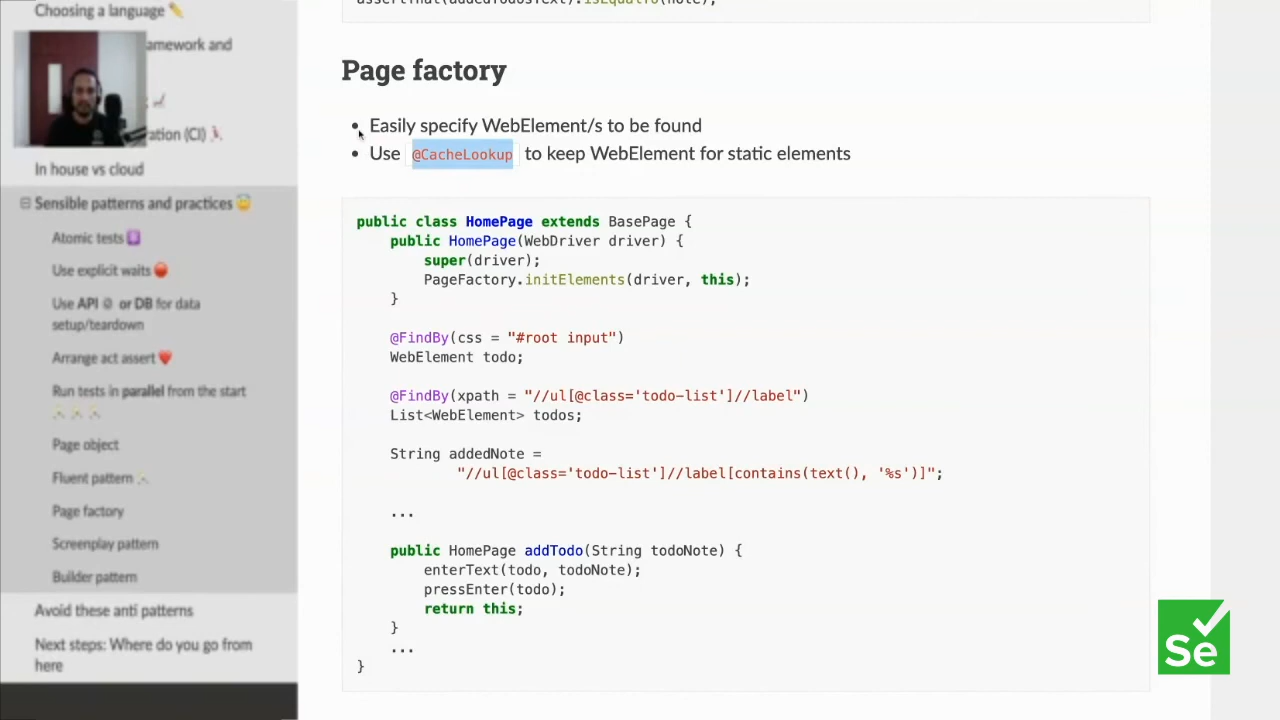 Choosing a language
amework and
ration (CI)
In house vs cloud
Sensible patterns and practices
Atomic tests
Use explicit waits
Use API or DB for data
setup/teardown
Arrange act assert
Run tests in parallel from the start
Page object
Fluent pattern
Page factory
Screenplay pattern
Builder pattern
Avoid these anti patterns
Next steps: Where do you go from
here
assertThat(addedTodosText).isEqualTo(note);
Page factory
• Easily specify WebElement/s to be found
• Use @CacheLookup to keep WebElement for static elements
public class HomePage extends BasePage {
public HomePage(WebDriver driver) {
super(driver);
PageFactory.initElements(driver, this);
}
@FindBy(css = "#root input")
WebElement todo;
@FindBy(xpath = "//ul[@class='todo-list']//label")
List<WebElement> todos;
String addedNote =
"//ul[@class='todo-list']//label[contains(text(), '%s')]";
...
public HomePage addTodo(String todoNote) {
enterText(todo, todoNote);
pressEnter(todo);
return this;
}
...
}
Se